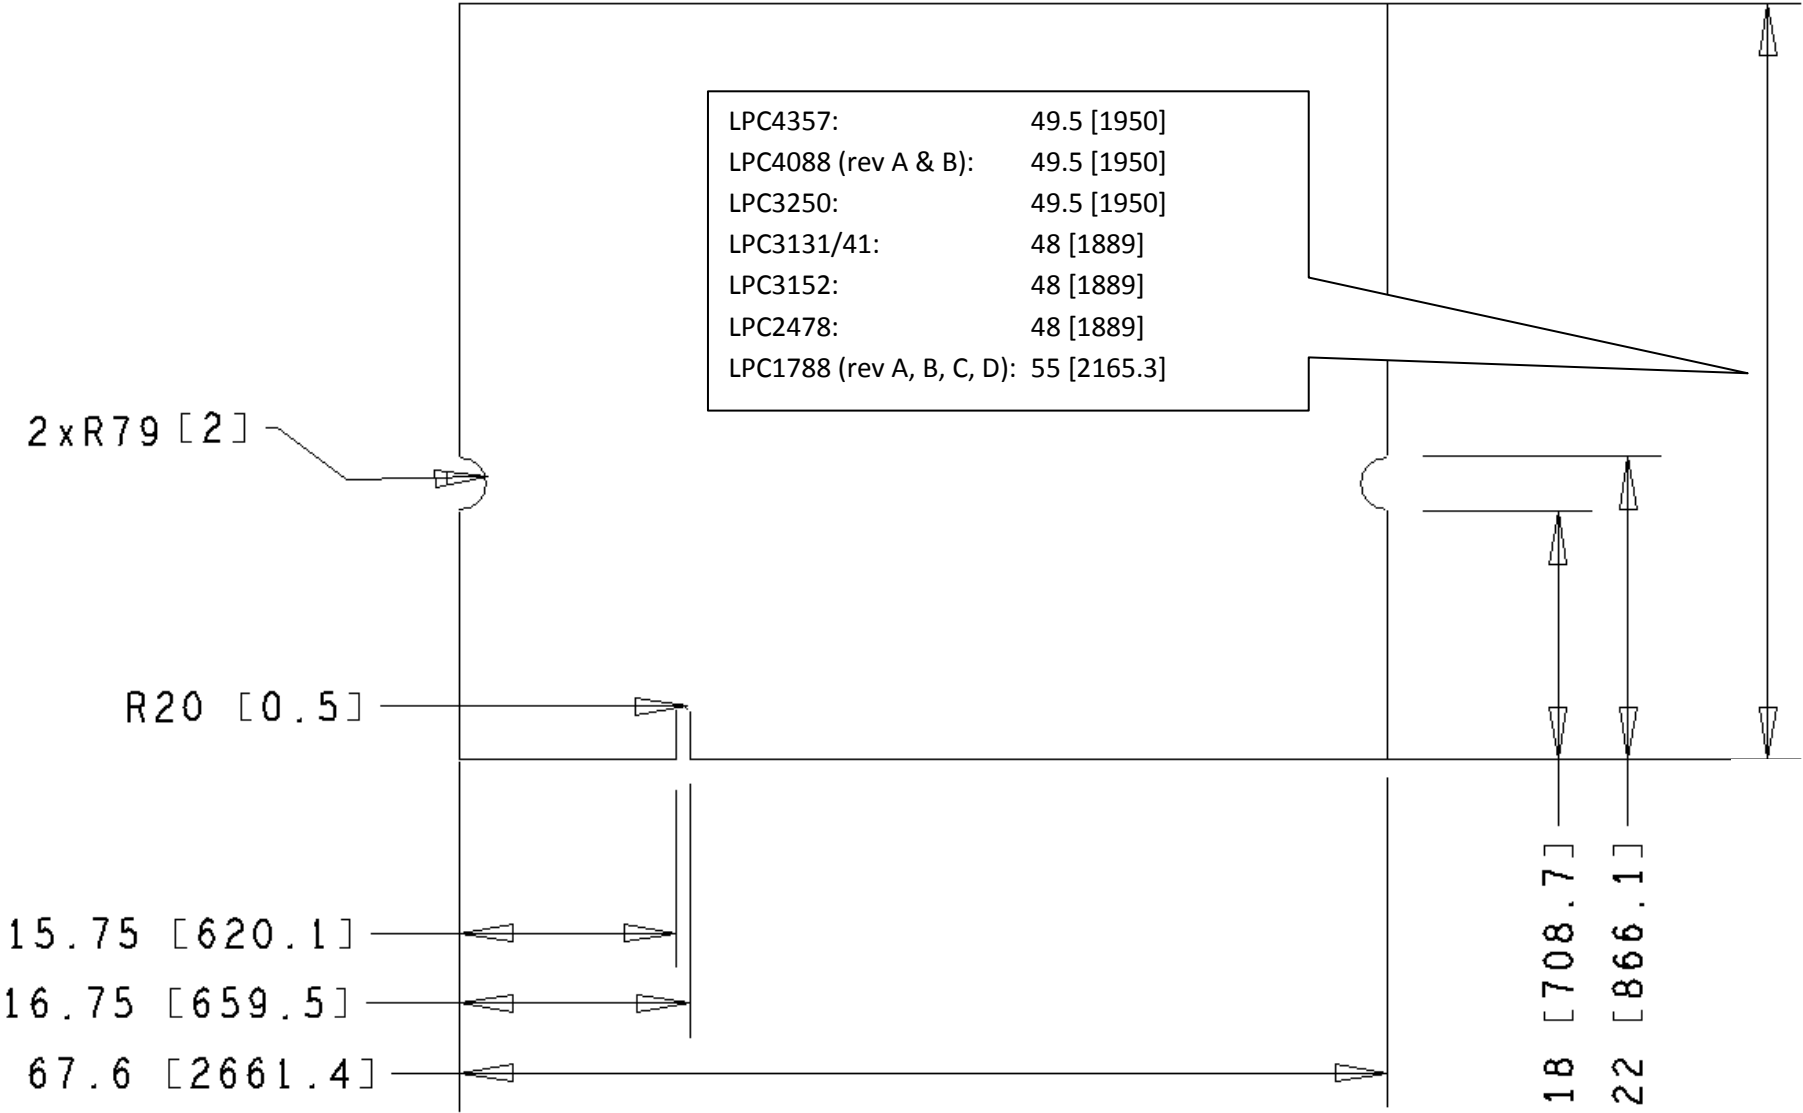 LPC4357: 49.5 [1950]
LPC4088 (rev A & B): 49.5 [1950]
LPC3250: 49.5 [1950]
LPC3131/41: 48 [1889]
LPC3152: 48 [1889]
LPC2478: 48 [1889]
LPC1788 (rev A, B, C, D): 55 [2165.3]
2xR79 [2]
R20 [0.5]
15.75 [620.1]
16.75 [659.5]
67.6 [2661.4]
18 [708.7]
22 [866.1]